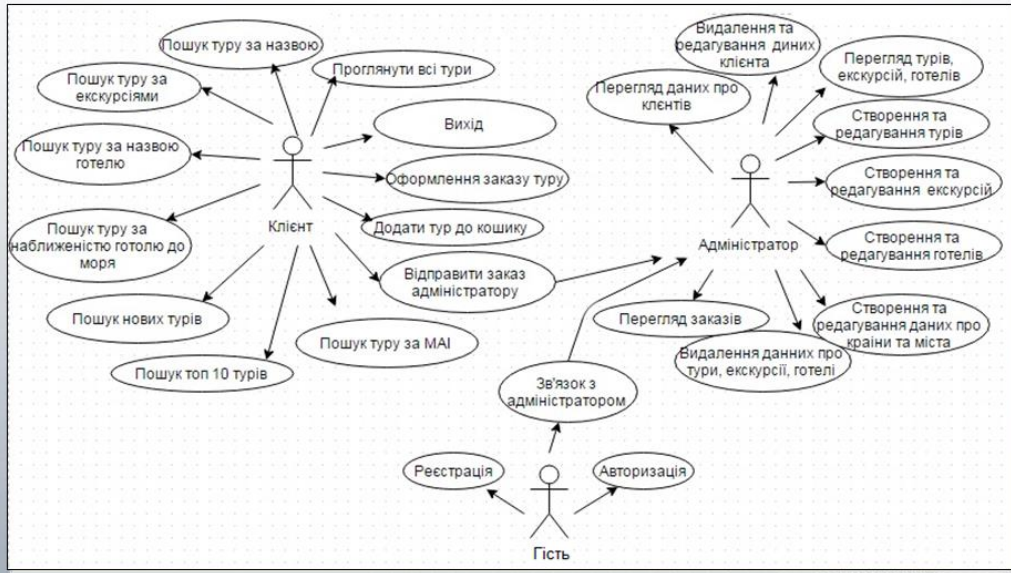 Пошук туру за назвою
Проглянути всі тури
Пошук туру за
екскурсіями
Вихід
Пошук туру за назвою
готелю
Оформлення заказу туру
Клієнт
Додати тур до кошику
Пошук туру за
наближеністю готолю до
моря
Відправити заказ
адміністратору
Пошук нових турів
Пошук туру за МАІ
Пошук топ 10 турів
Видалення та
редагування диних
клієнта
Перегляд турів,
екскурсій, готелів
Перегляд даних про
клєнтів
Створення та
редагування турів
Створення та
редагування екскурсій
Адміністратор
Створення та
редагування готелів
Перегляд заказів
Створення та
редагування даних про
країни та міста
Видалення данних про
тури, екскурсії, готелі
Зв'язок з
адміністратором
Реєстрація
Авторизація
Гість